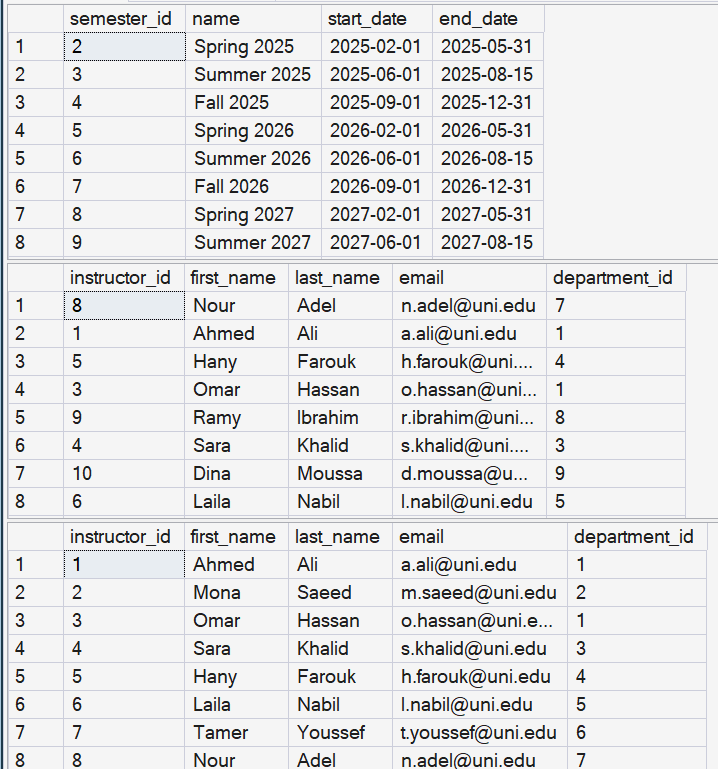 semester_id name start_date end_date
1 2 Spring 2025 2025-02-01 2025-05-31
2 3 Summer 2025 2025-06-01 2025-08-15
3 4 Fall 2025 2025-09-01 2025-12-31
4 5 Spring 2026 2026-02-01 2026-05-31
5 6 Summer 2026 2026-06-01 2026-08-15
6 7 Fall 2026 2026-09-01 2026-12-31
7 8 Spring 2027 2027-02-01 2027-05-31
8 9 Summer 2027 2027-06-01 2027-08-15
instructor_id first_name last_name email department_id
1 8 Nour Adel n.adel@uni.edu 7
2 1 Ahmed Ali a.ali@uni.edu 1
3 5 Hany Farouk h.farouk@uni.... 4
4 3 Omar Hassan o.hassan@uni... 1
5 9 Ramy Ibrahim r.ibrahim@uni... 8
6 4 Sara Khalid s.khalid@uni.... 3
7 10 Dina Moussa d.moussa@u... 9
8 6 Laila Nabil l.nabil@uni.edu 5
instructor_id first_name last_name email department_id
1 1 Ahmed Ali a.ali@uni.edu 1
2 2 Mona Saeed m.saeed@uni.edu 2
3 3 Omar Hassan o.hassan@uni.e... 1
4 4 Sara Khalid s.khalid@uni.edu 3
5 5 Hany Farouk h.farouk@uni.edu 4
6 6 Laila Nabil l.nabil@uni.edu 5
7 7 Tamer Youssef t.youssef@uni.edu 6
8 8 Nour Adel n.adel@uni.edu 7